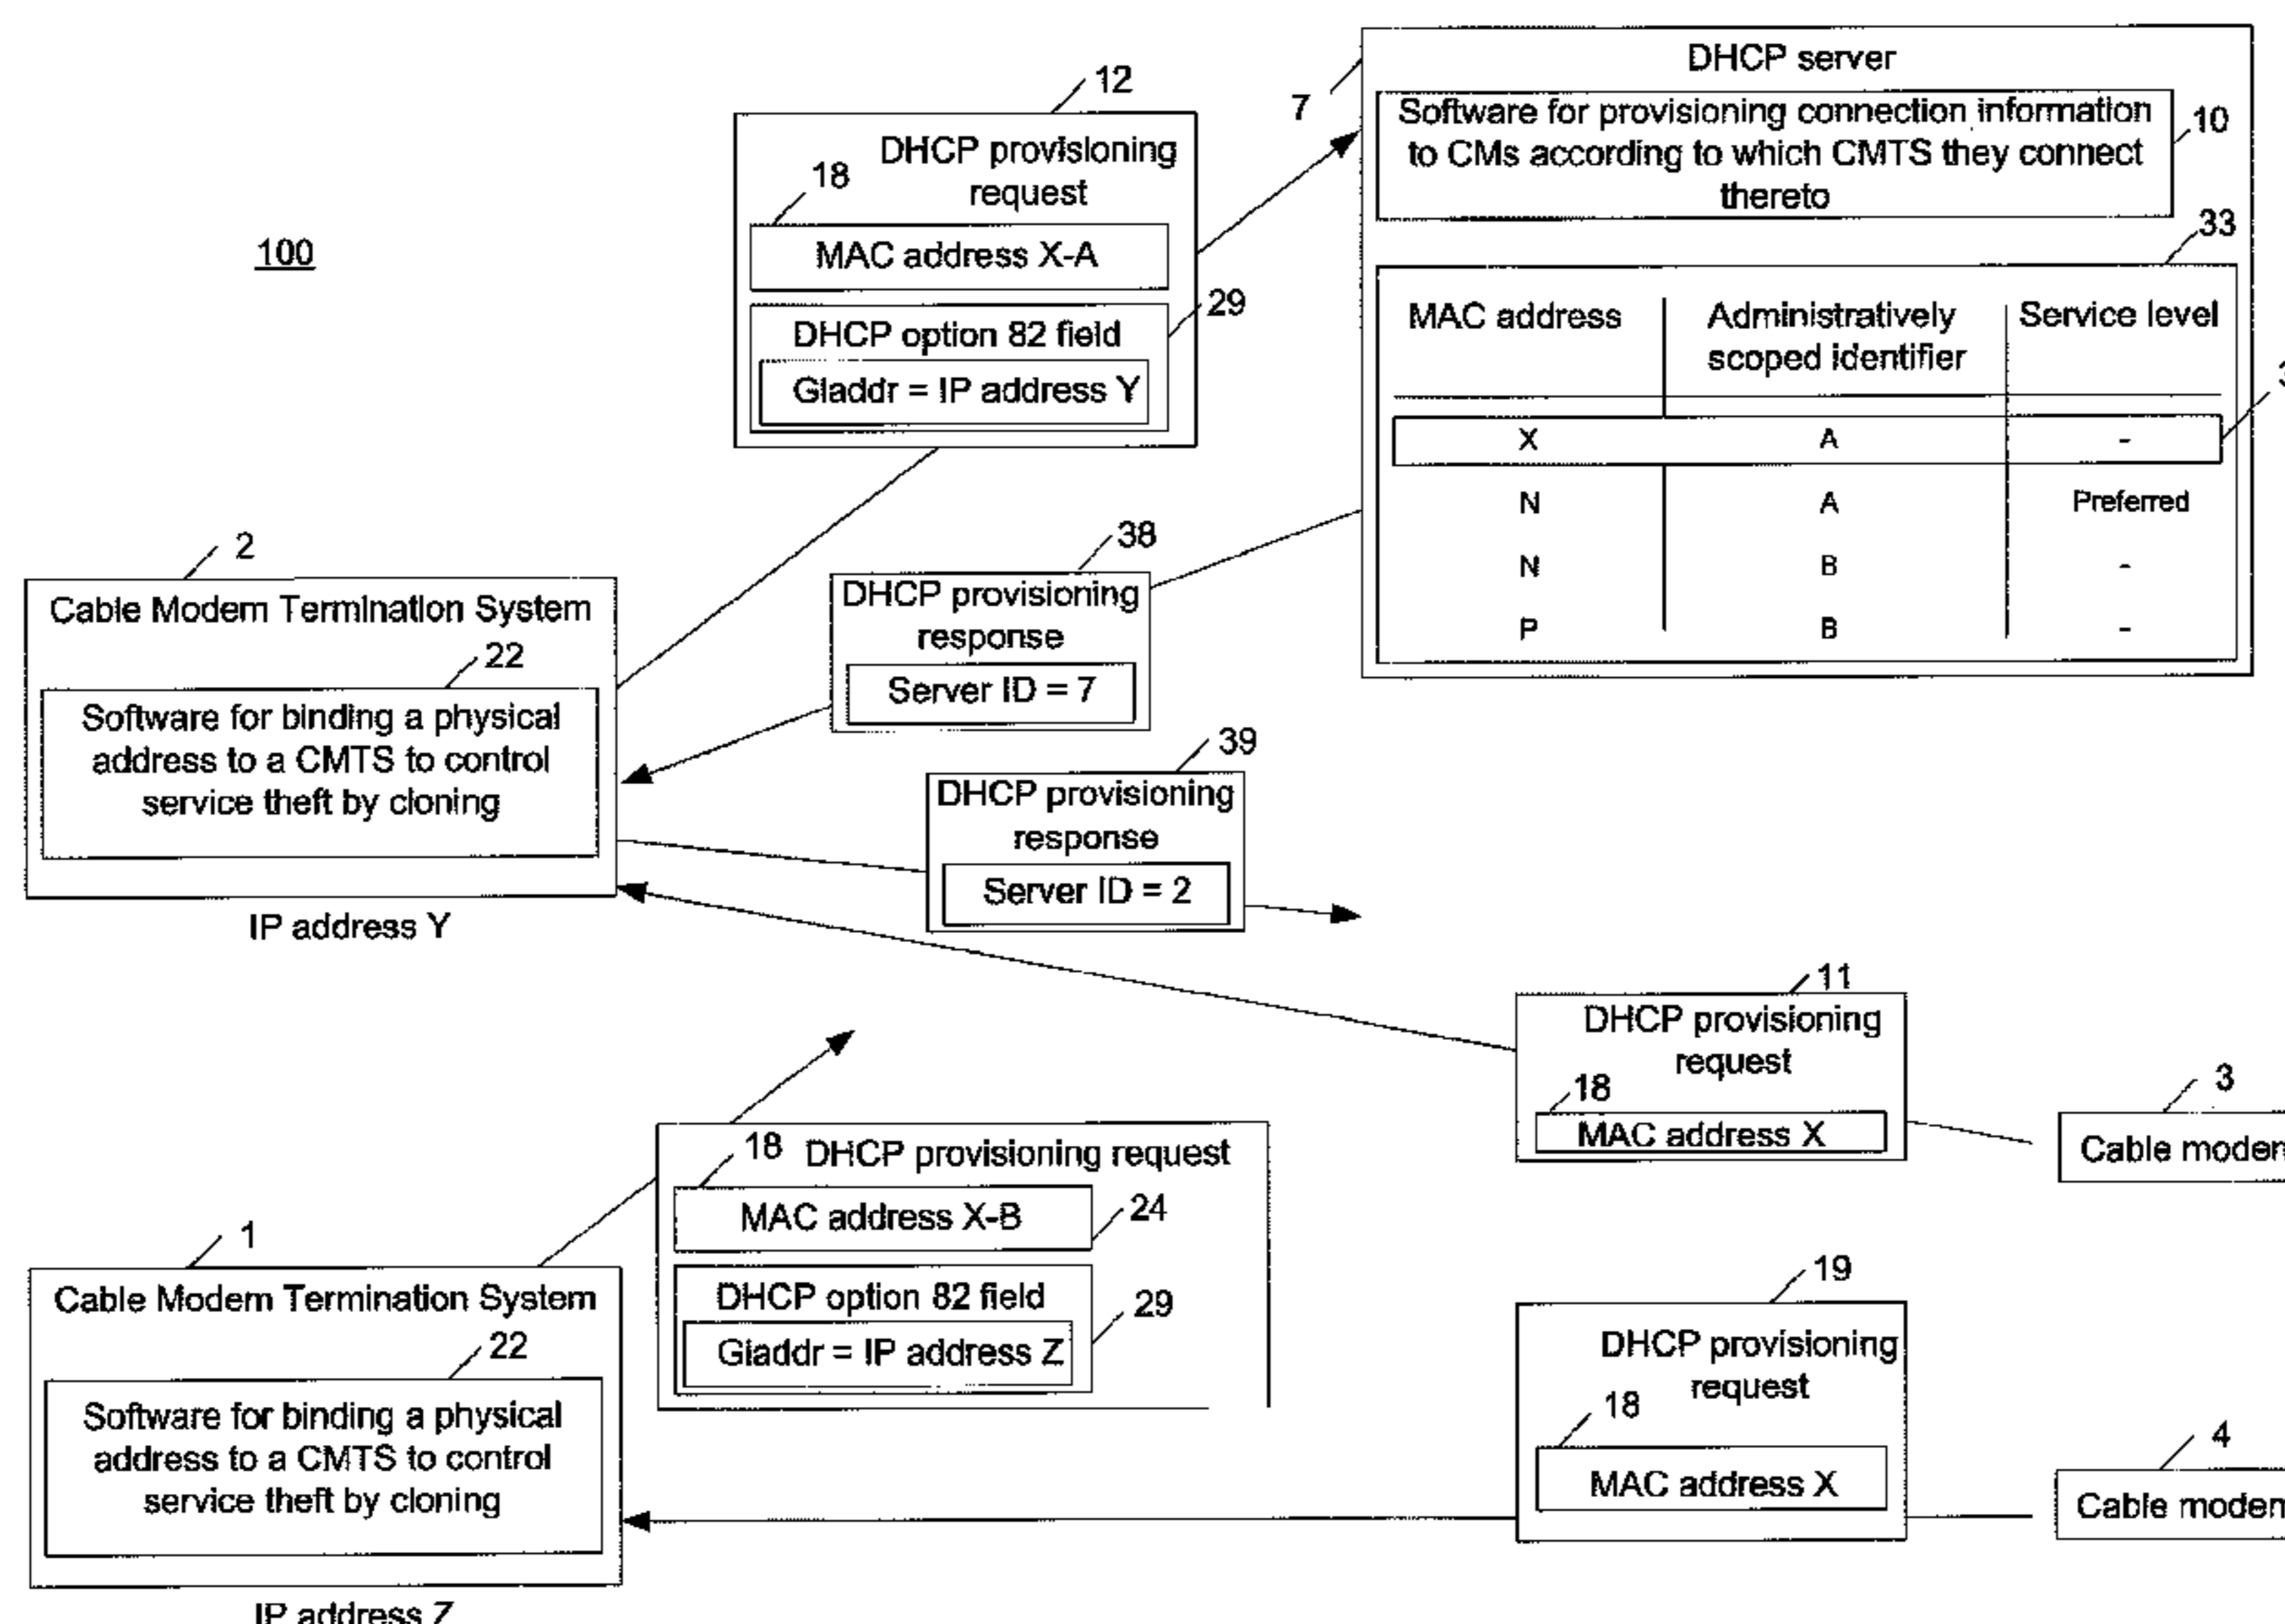 100
12
DHCP provisioning
request
18
MAC address X-A
29
DHCP option 82 field
Giaddr = IP address Y
7
DHCP server
Software for provisioning connection information
to CMs according to which CMTS they connect
thereto
10
33
MAC address Administratively scoped identifier Service level
X A -
N A Preferred
N B -
P B -
2
Cable Modem Termination System
22
Software for binding a physical
address to a CMTS to control
service theft by cloning
IP address Y
38
DHCP provisioning
response
Server ID = 7
39
DHCP provisioning
response
Server ID = 2
11
DHCP provisioning
request
18
MAC address X
3
Cable modem
18
DHCP provisioning request
MAC address X-B
24
DHCP option 82 field
29
Giaddr = IP address Z
1
Cable Modem Termination System
22
Software for binding a physical
address to a CMTS to control
service theft by cloning
IP address Z
19
DHCP provisioning
request
18
MAC address X
4
Cable modem